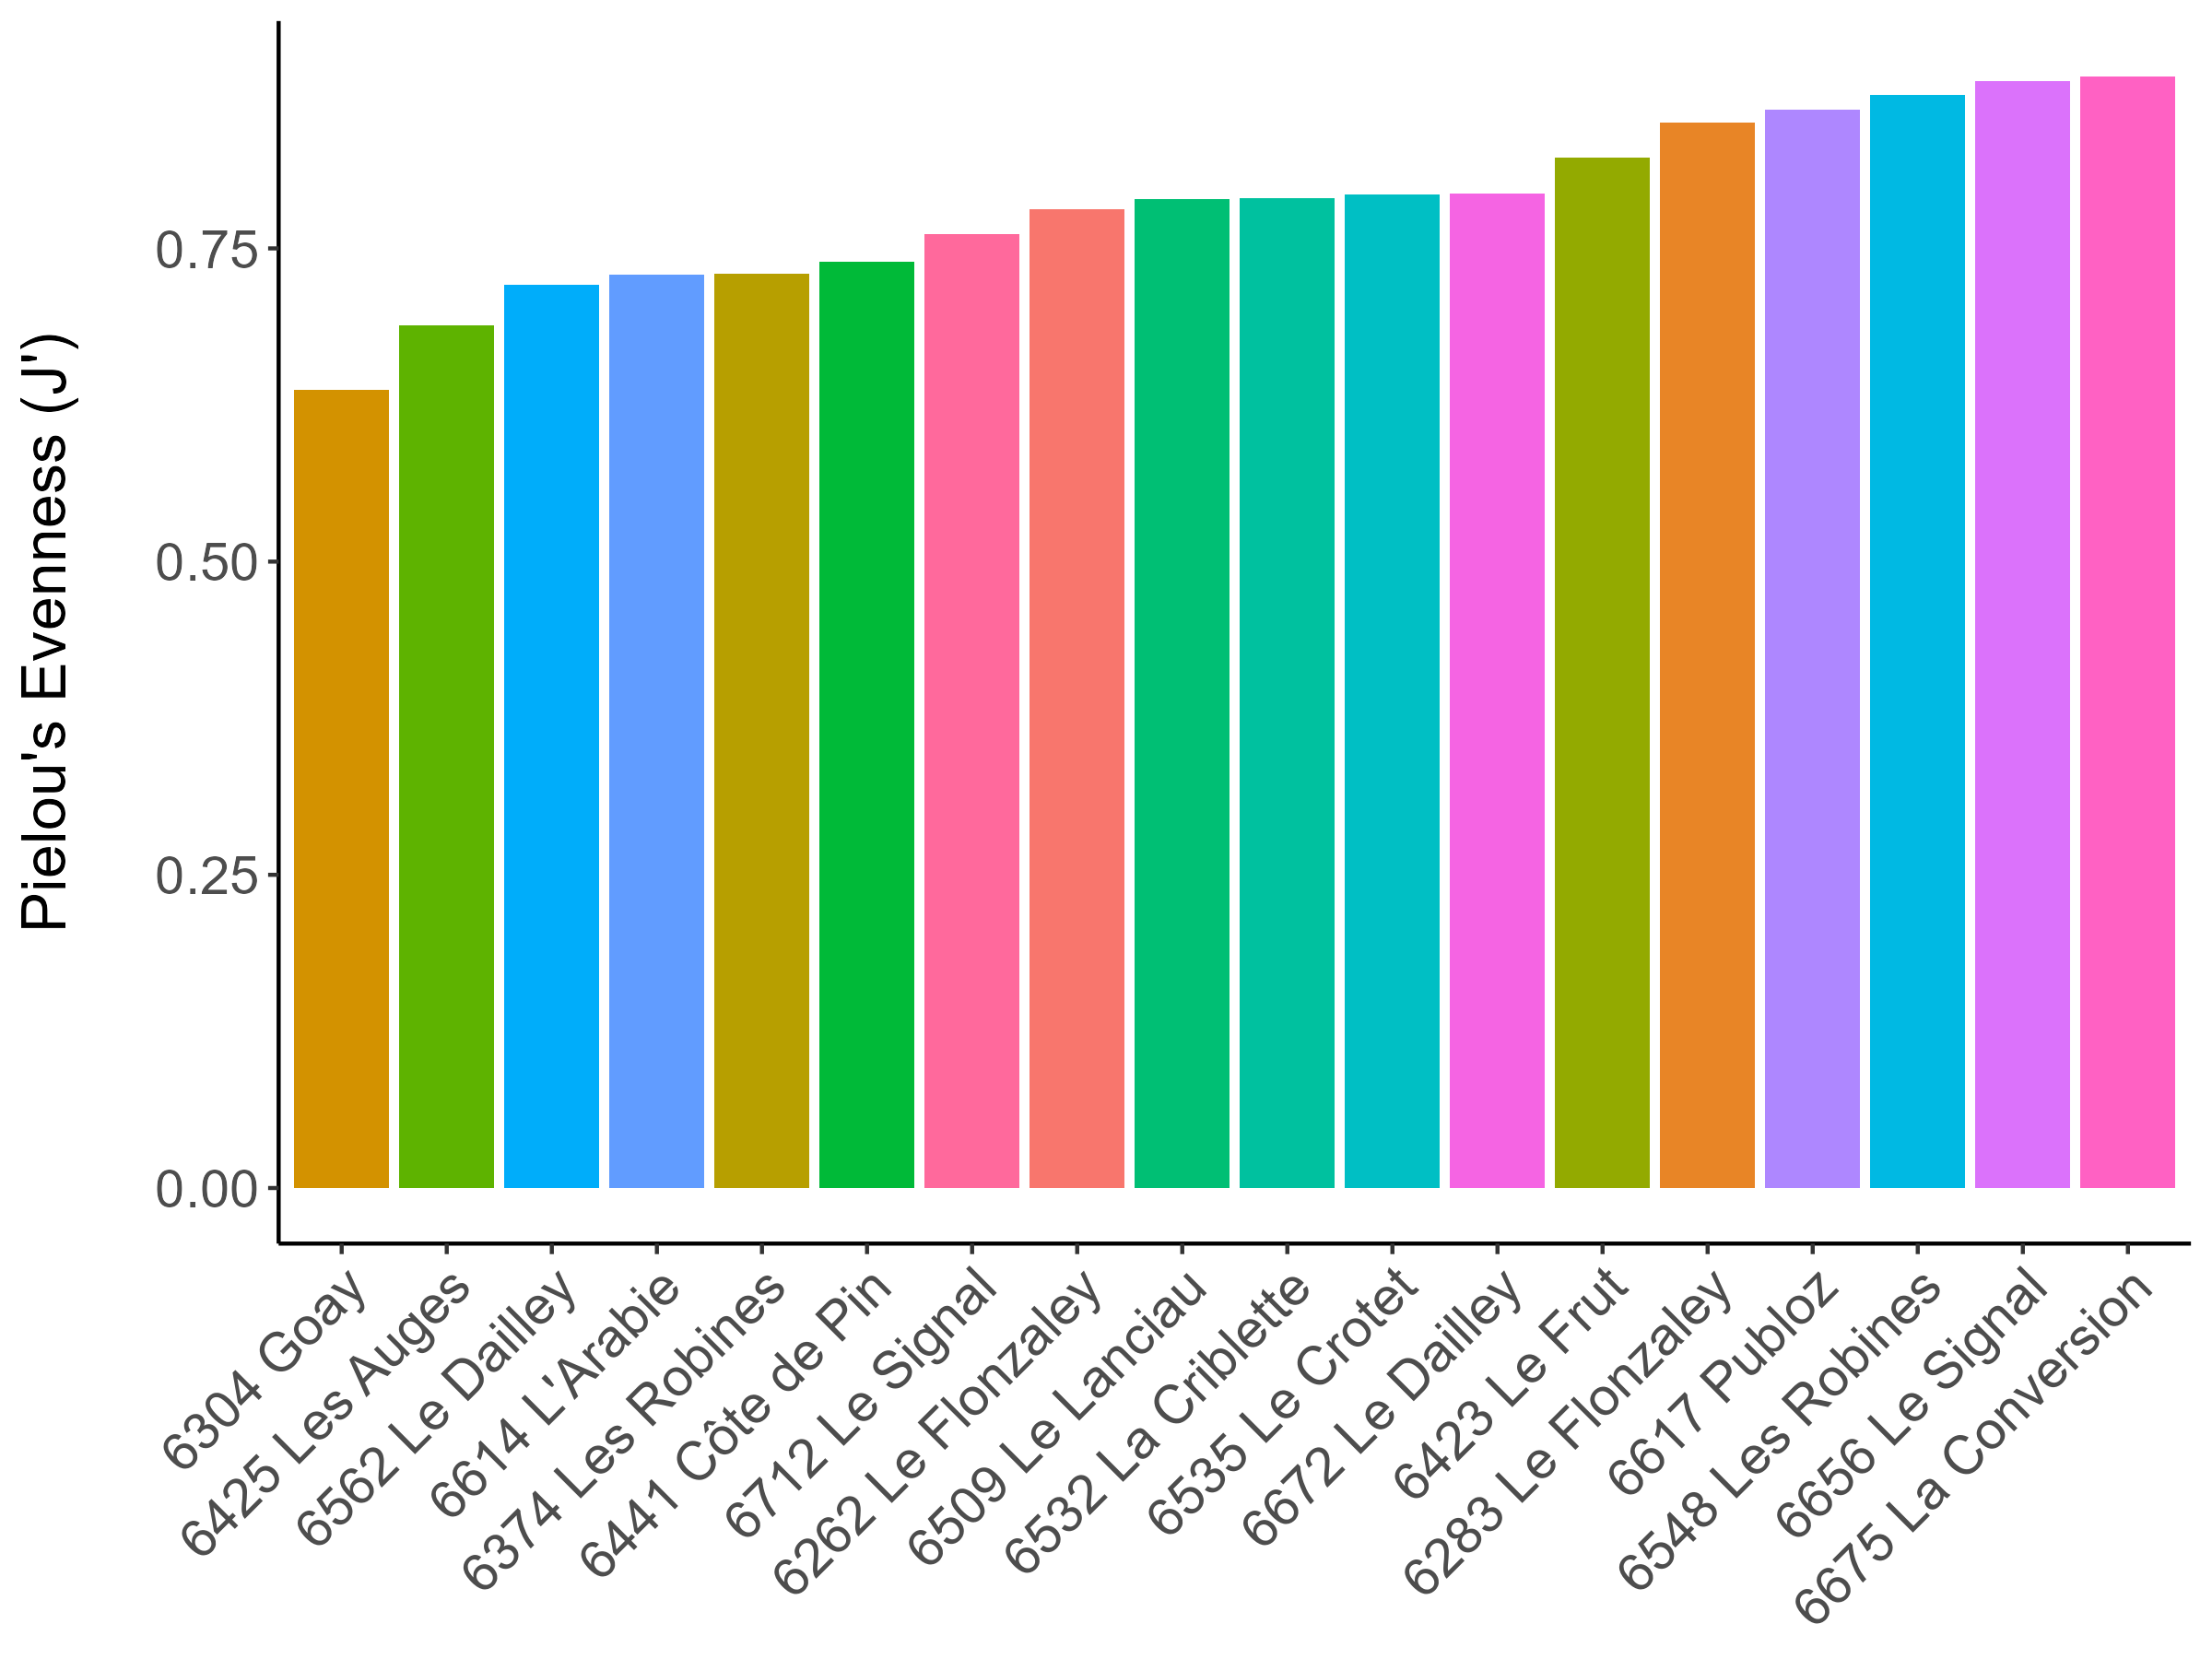 Pielou's Evenness (J')
0.75
0.50
0.25
0.00
6304 Goay
6425 Les Auges
6562 Le Dailley
6614 L'Arabie
6374 Les Robines
6441 Côte de Pin
6712 Le Signal
6262 Le Flonzaley
6509 Le Lanciau
6532 La Criblette
6535 Le Crotet
6672 Le Dailley
6423 Le Frut
6283 Le Flonzaley
6617 Publoz
6548 Les Robines
6656 Le Signal
6675 La Conversion